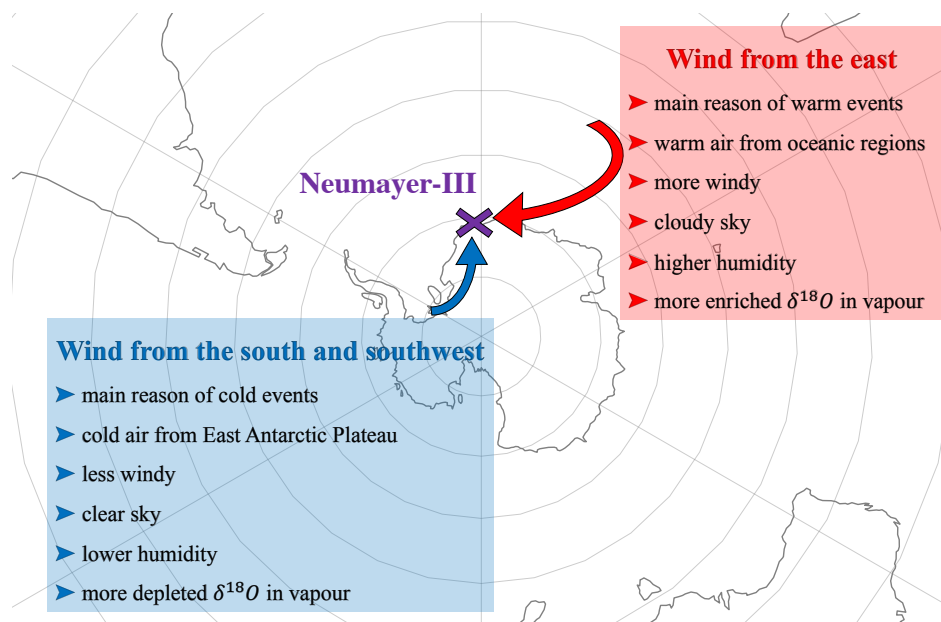 Wind from the east
➤ main reason of warm events
➤ warm air from oceanic regions
➤ more windy
➤ cloudy sky
➤ higher humidity
➤ more enriched δ¹⁸O in vapour
Neumayer-III
Wind from the south and southwest
➤ main reason of cold events
➤ cold air from East Antarctic Plateau
➤ less windy
➤ clear sky
➤ lower humidity
➤ more depleted δ¹⁸O in vapour